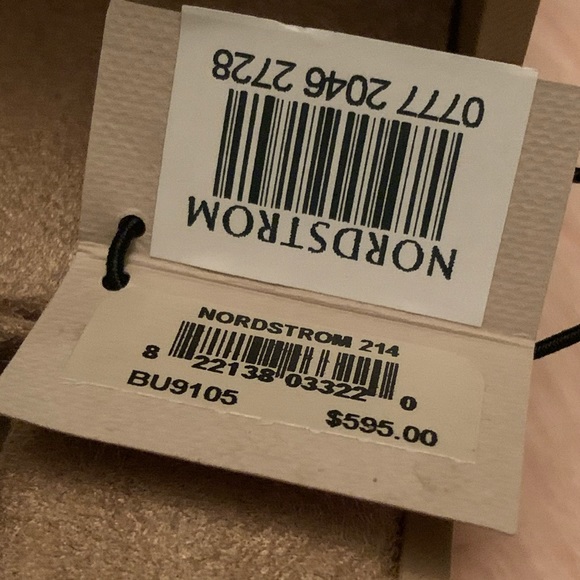 0777 2046 2728
NORDSTROM
NORDSTROM 214
8 22138 03322 0
BU9105
$595.00